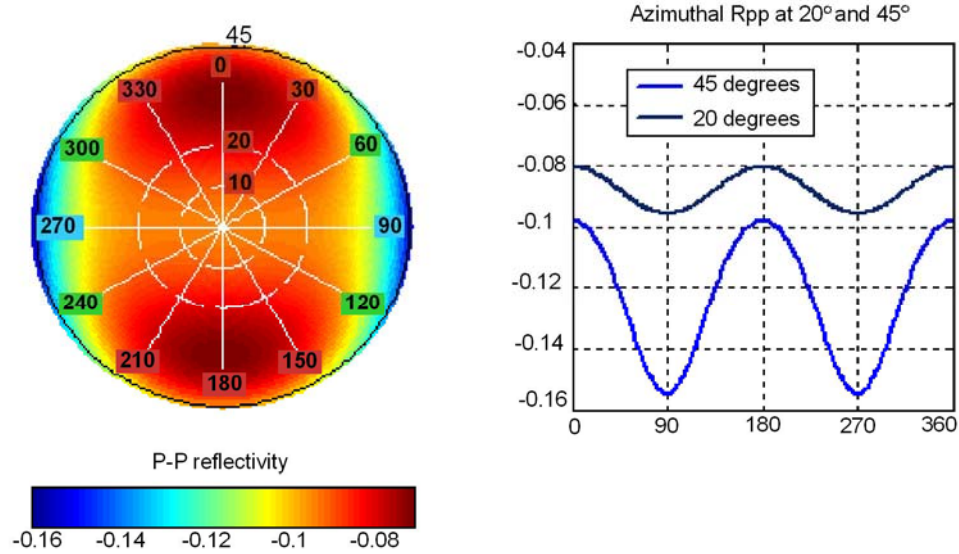 45
0
330 30
20
300 60
10
270 90
240 120
210 150
180
P-P reflectivity
-0.16 -0.14 -0.12 -0.1 -0.08
Azimuthal Rpp at 20° and 45°
-0.04
-0.06
-0.08
-0.1
-0.12
-0.14
-0.16
45 degrees
20 degrees
0 90 180 270 360